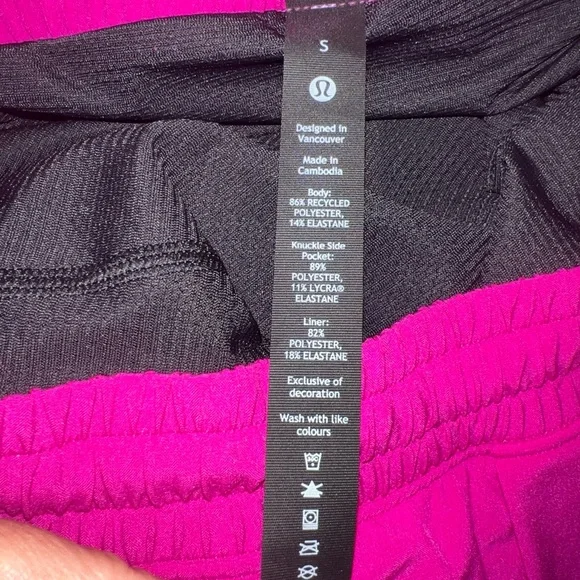 S
Designed in
Vancouver
Made in
Cambodia
Body:
86% RECYCLED
POLYESTER,
14% ELASTANE
Knuckle Side
Pocket:
89%
POLYESTER,
11% LYCRA®
ELASTANE
Liner:
82%
POLYESTER,
18% ELASTANE
Exclusive of
decoration
Wash with like
colours